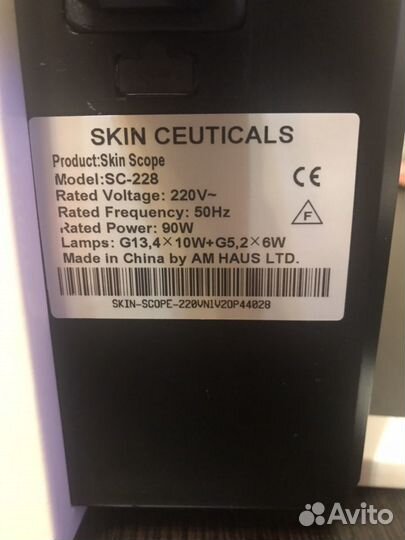 SKIN CEUTICALS
Product:Skin Scope
Model:SC-228
Rated Voltage: 220V~
Rated Frequency: 50Hz
Rated Power: 90W
Lamps: G13,4×10W+G5,2×6W
Made in China by AM HAUS LTD.
CE
F
SKIN-SCOPE-220VN1V20P44028
Avito